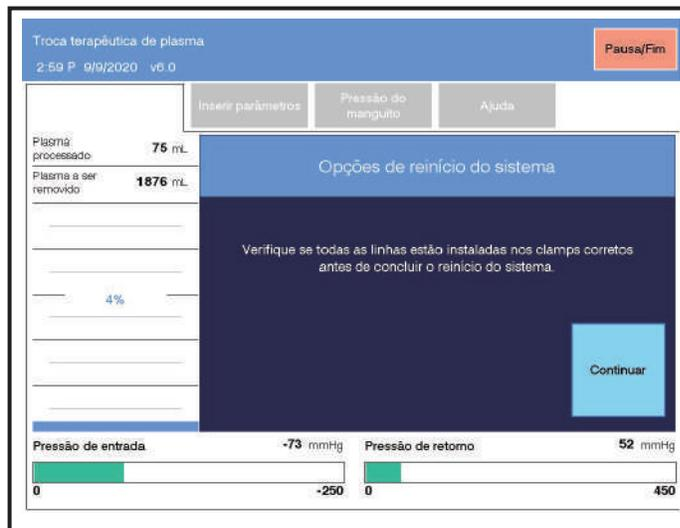 Troca terapêutica de plasma
2:59 P 9/9/2020 v6.0
Pausa/Fim
Inserir parâmetros
Pressão do
manguito
Ajuda
Plasma
processado
75 mL
Plasma a ser
removido
1876 mL
4%
Opções de reinício do sistema
Verifique se todas as linhas estão instaladas nos clamps corretos
antes de concluir o reinício do sistema.
Continuar
Pressão de entrada
-73 mmHg
0
-250
Pressão de retorno
52 mmHg
0
450